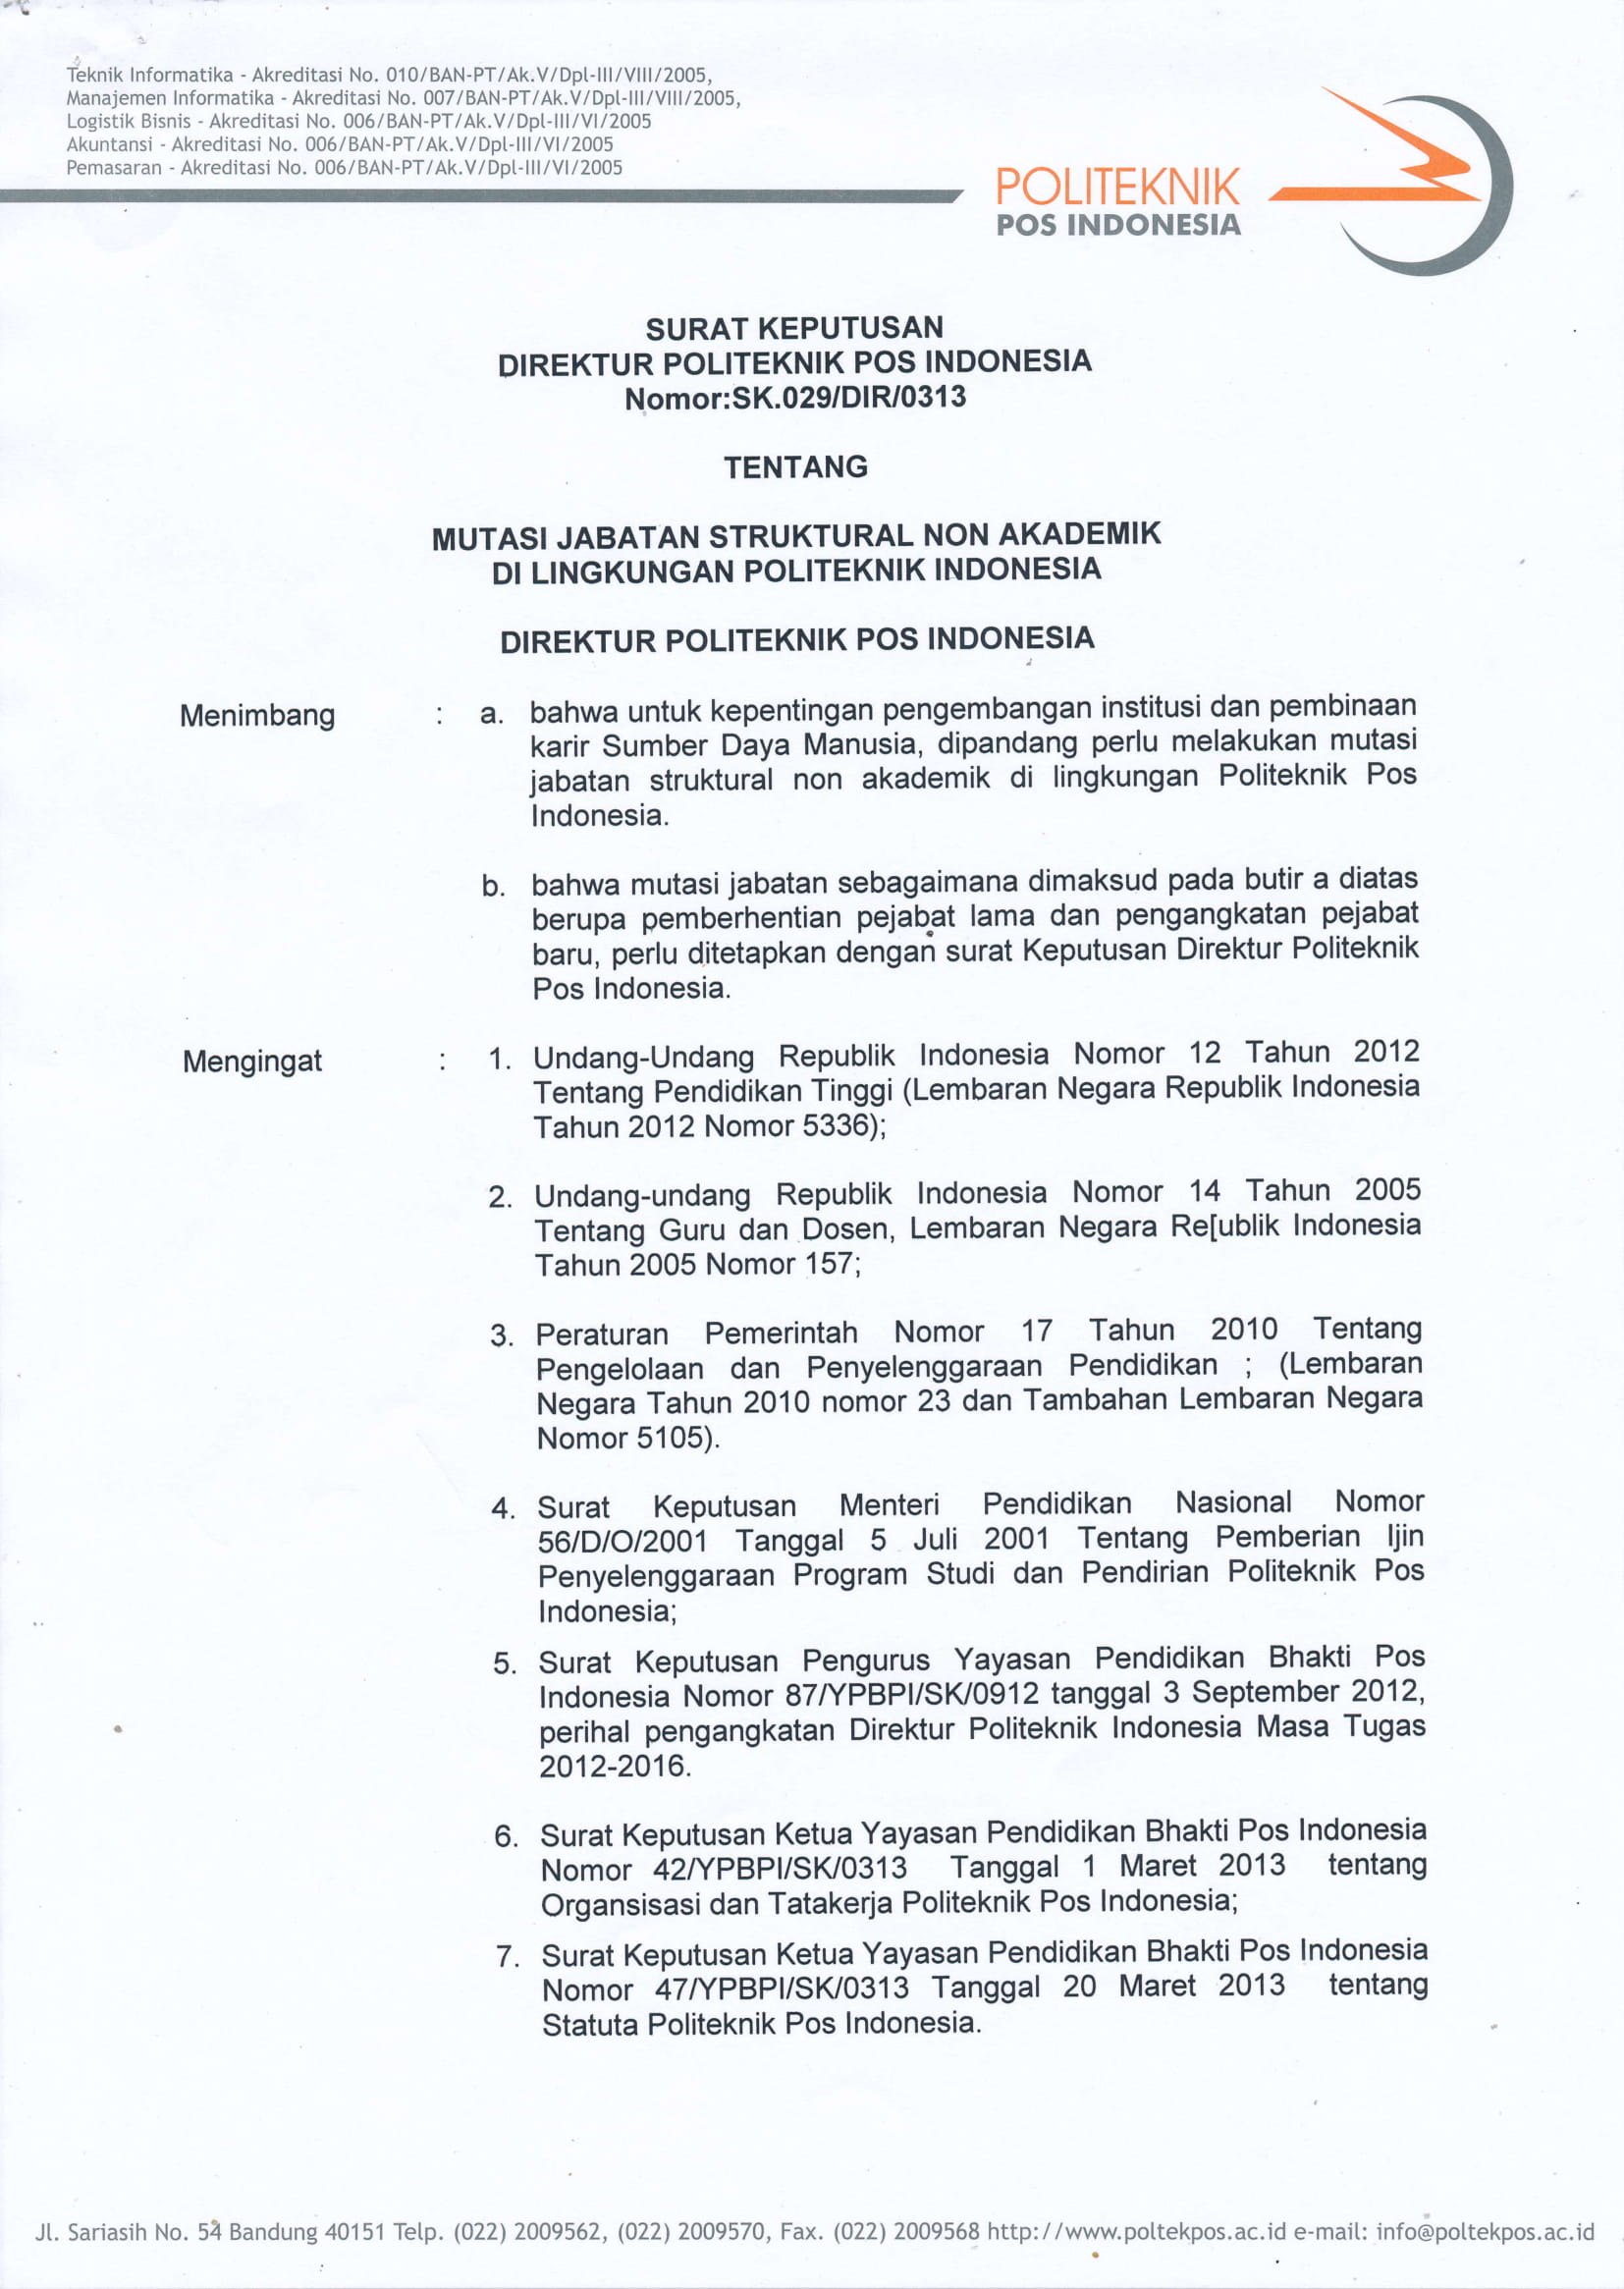 Teknik Informatika - Akreditasi No. 010/BAN-PT/Ak.V/Dpl-III/VIII/2005,
Manajemen Informatika - Akreditasi No. 007/BAN-PT/Ak.V/Dpl-III/VIII/2005,
Logistik Bisnis - Akreditasi No. 006/BAN-PT/Ak.V/Dpl-III/VI/2005
Akuntansi - Akreditasi No. 006/BAN-PT/Ak.V/Dpl-III/VI/2005
Pemasaran - Akreditasi No. 006/BAN-PT/Ak.V/Dpl-III/VI/2005
POLITEKNIK
POS INDONESIA
SURAT KEPUTUSAN
DIREKTUR POLITEKNIK POS INDONESIA
Nomor:SK.029/DIR/0313
TENTANG
MUTASI JABATAN STRUKTURAL NON AKADEMIK
DI LINGKUNGAN POLITEKNIK INDONESIA
DIREKTUR POLITEKNIK POS INDONESIA
Menimbang : a. bahwa untuk kepentingan pengembangan institusi dan pembinaan
karir Sumber Daya Manusia, dipandang perlu melakukan mutasi
jabatan struktural non akademik di lingkungan Politeknik Pos
Indonesia.
b. bahwa mutasi jabatan sebagaimana dimaksud pada butir a diatas
berupa pemberhentian pejabat lama dan pengangkatan pejabat
baru, perlu ditetapkan dengan surat Keputusan Direktur Politeknik
Pos Indonesia.
Mengingat : 1. Undang-Undang Republik Indonesia Nomor 12 Tahun 2012
Tentang Pendidikan Tinggi (Lembaran Negara Republik Indonesia
Tahun 2012 Nomor 5336);
2. Undang-undang Republik Indonesia Nomor 14 Tahun 2005
Tentang Guru dan Dosen, Lembaran Negara Re[ublik Indonesia
Tahun 2005 Nomor 157;
3. Peraturan Pemerintah Nomor 17 Tahun 2010 Tentang
Pengelolaan dan Penyelenggaraan Pendidikan ; (Lembaran
Negara Tahun 2010 nomor 23 dan Tambahan Lembaran Negara
Nomor 5105).
4. Surat Keputusan Menteri Pendidikan Nasional Nomor
56/D/O/2001 Tanggal 5 Juli 2001 Tentang Pemberian Ijin
Penyelenggaraan Program Studi dan Pendirian Politeknik Pos
Indonesia;
5. Surat Keputusan Pengurus Yayasan Pendidikan Bhakti Pos
Indonesia Nomor 87/YPBPI/SK/0912 tanggal 3 September 2012,
perihal pengangkatan Direktur Politeknik Indonesia Masa Tugas
2012-2016.
6. Surat Keputusan Ketua Yayasan Pendidikan Bhakti Pos Indonesia
Nomor 42/YPBPI/SK/0313 Tanggal 1 Maret 2013 tentang
Organsisasi dan Tatakerja Politeknik Pos Indonesia;
7. Surat Keputusan Ketua Yayasan Pendidikan Bhakti Pos Indonesia
Nomor 47/YPBPI/SK/0313 Tanggal 20 Maret 2013 tentang
Statuta Politeknik Pos Indonesia.
Jl. Sariasih No. 54 Bandung 40151 Telp. (022) 2009562, (022) 2009570, Fax. (022) 2009568 http://www.poltekpos.ac.id e-mail: info@poltekpos.ac.id